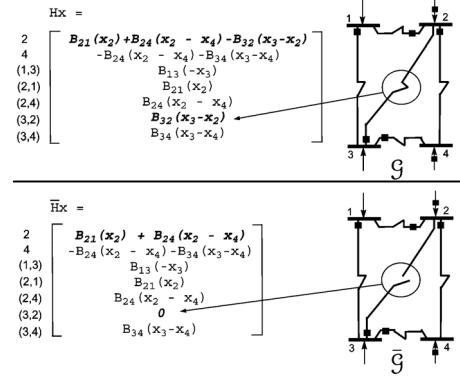 Hx =
2 B₂₁(x₂)+B₂₄(x₂ - x₄)-B₃₂(x₃-x₂)
4 -B₂₄(x₂ - x₄)-B₃₄(x₃-x₄)
(1,3) B₁₃(-x₃)
(2,1) B₂₁(x₂)
(2,4) B₂₄(x₂ - x₄)
(3,2) B₃₂(x₃-x₂)
(3,4) B₃₄(x₃-x₄)
1 2
3 4
𝒢
H̅x =
2 B₂₁(x₂) + B₂₄(x₂ - x₄)
4 -B₂₄(x₂ - x₄)-B₃₄(x₃-x₄)
(1,3) B₁₃(-x₃)
(2,1) B₂₁(x₂)
(2,4) B₂₄(x₂ - x₄)
(3,2) 0
(3,4) B₃₄(x₃-x₄)
1 2
3 4
𝒢̅